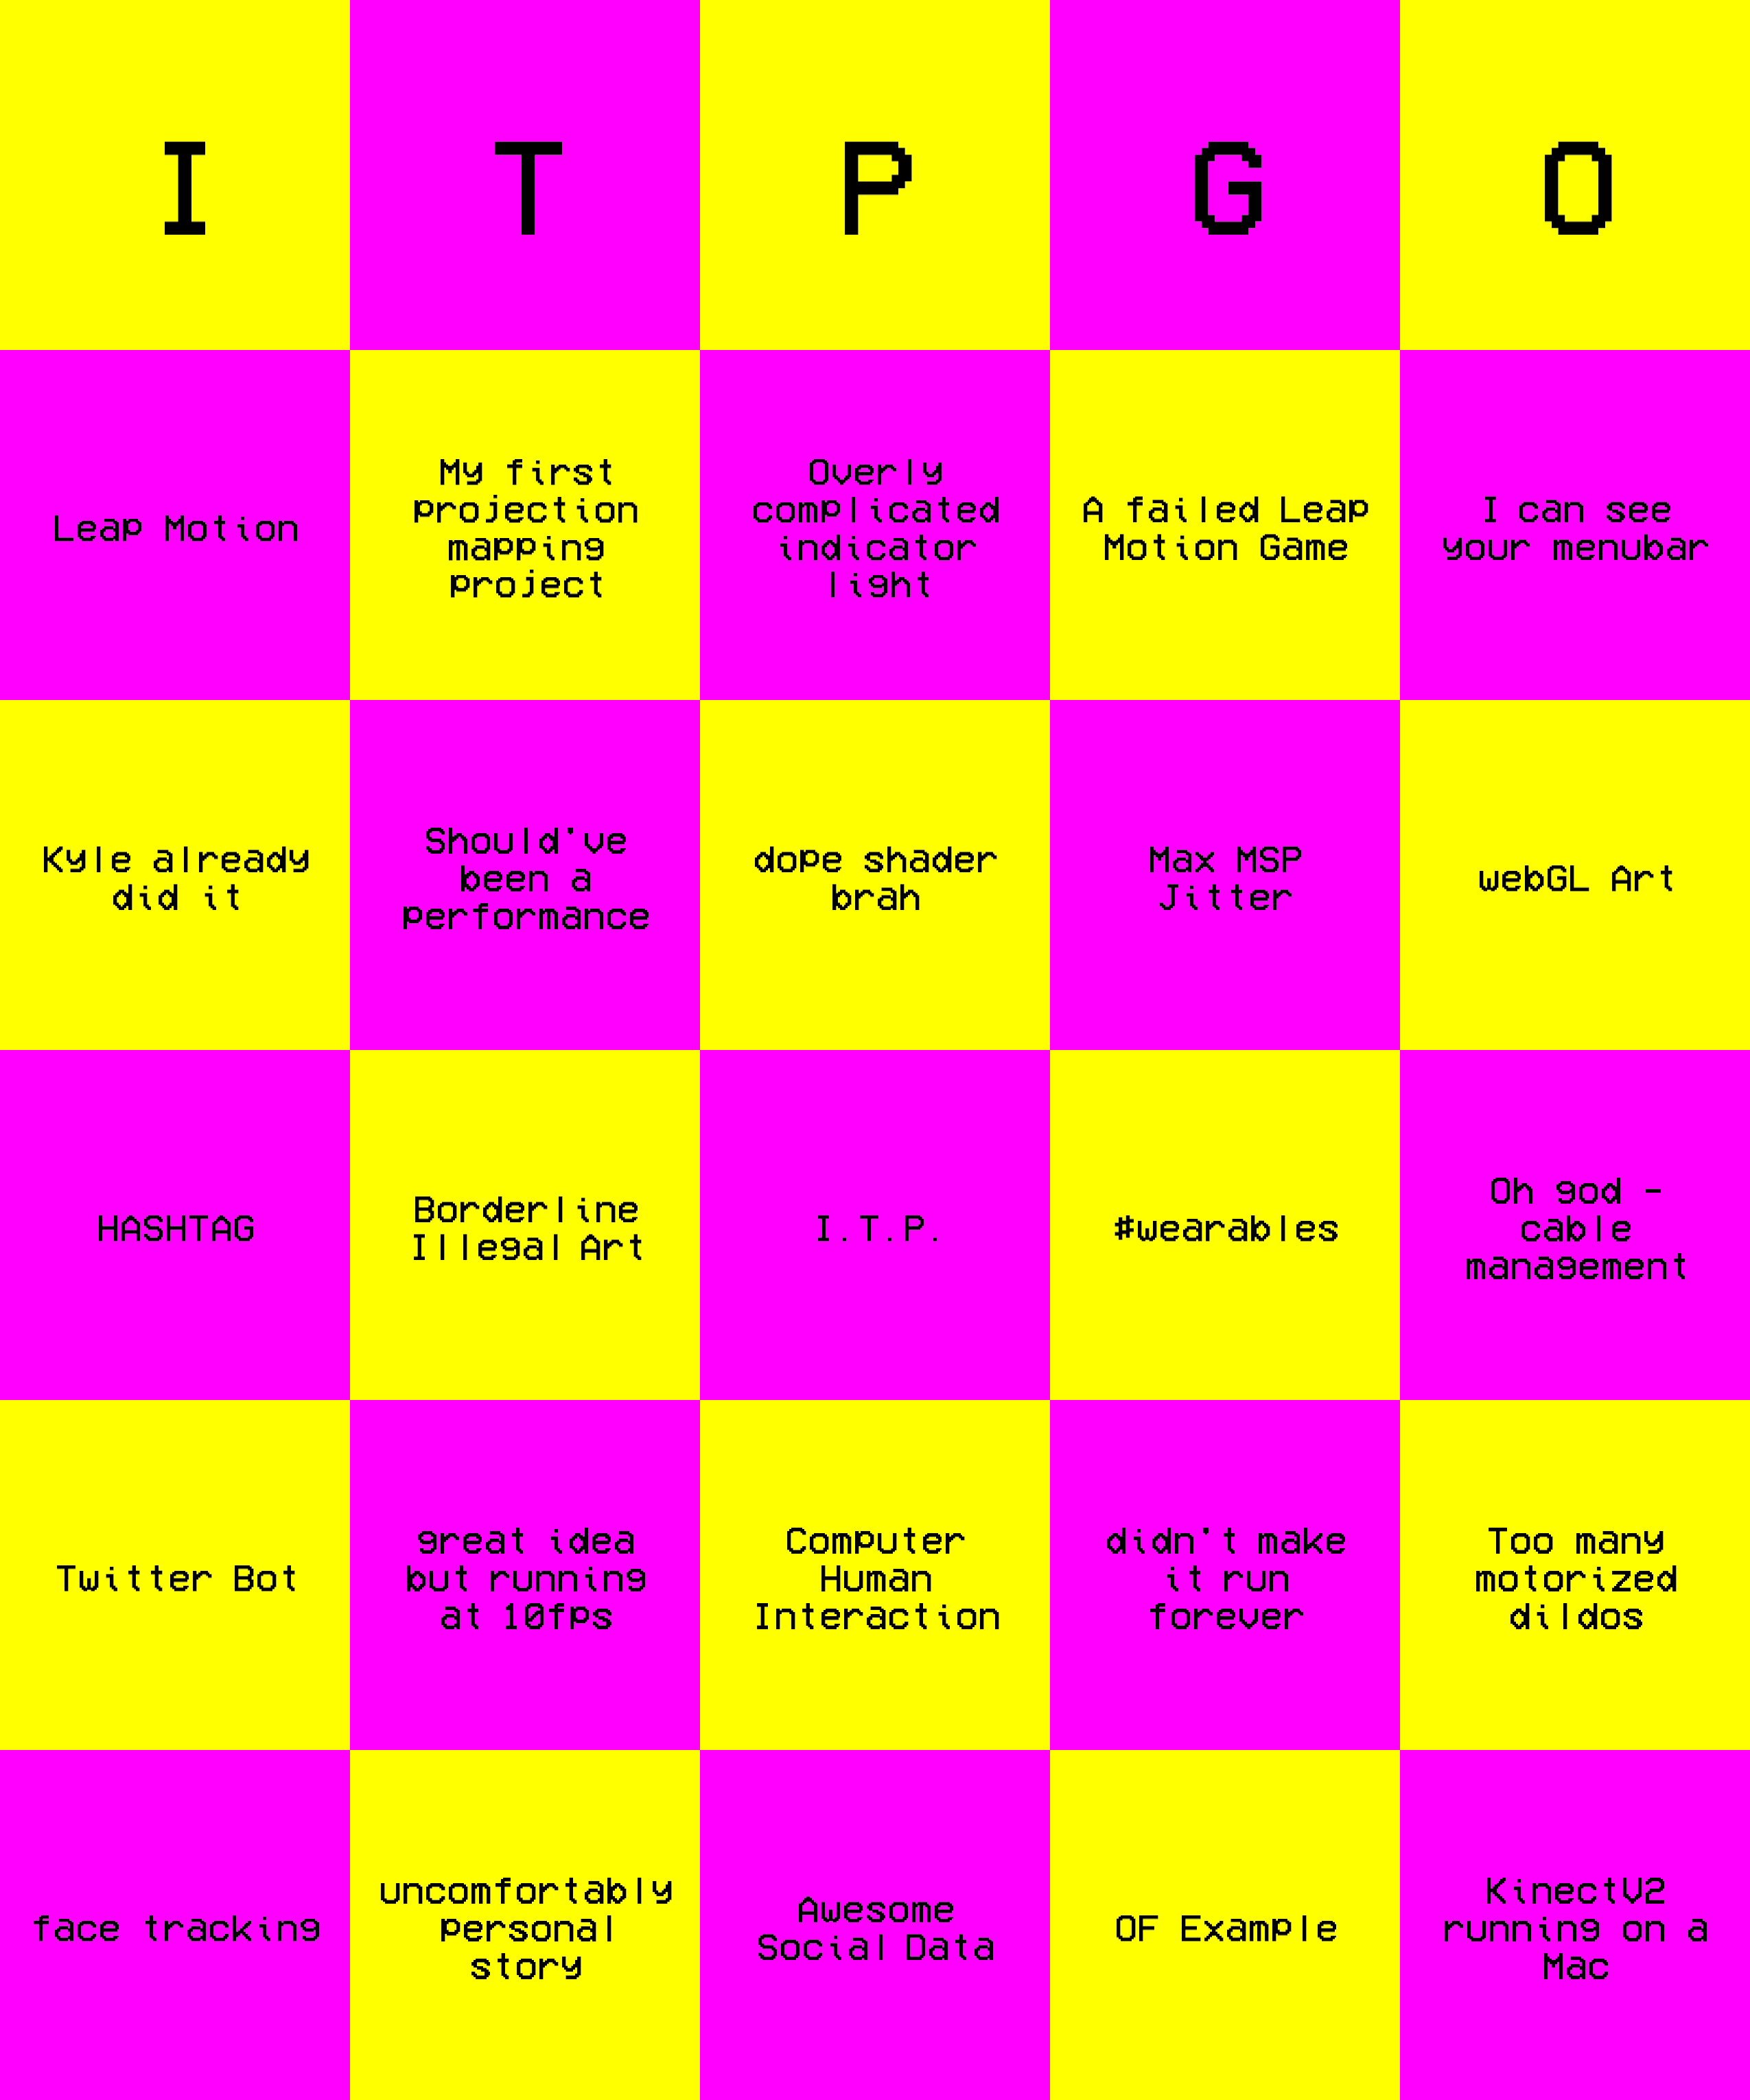 I T P G O
Leap Motion
My first
projection
mapping
project
Overly
complicated
indicator
light
A failed Leap
Motion Game
I can see
your menubar
Kyle already
did it
Should've
been a
performance
dope shader
brah
Max MSP
Jitter
webGL Art
HASHTAG
Borderline
Illegal Art
I.T.P.
#wearables
Oh god -
cable
management
Twitter Bot
great idea
but running
at 10fps
Computer
Human
Interaction
didn't make
it run
forever
Too many
motorized
dildos
face tracking
uncomfortably
personal
story
Awesome
Social Data
OF Example
KinectV2
running on a
Mac